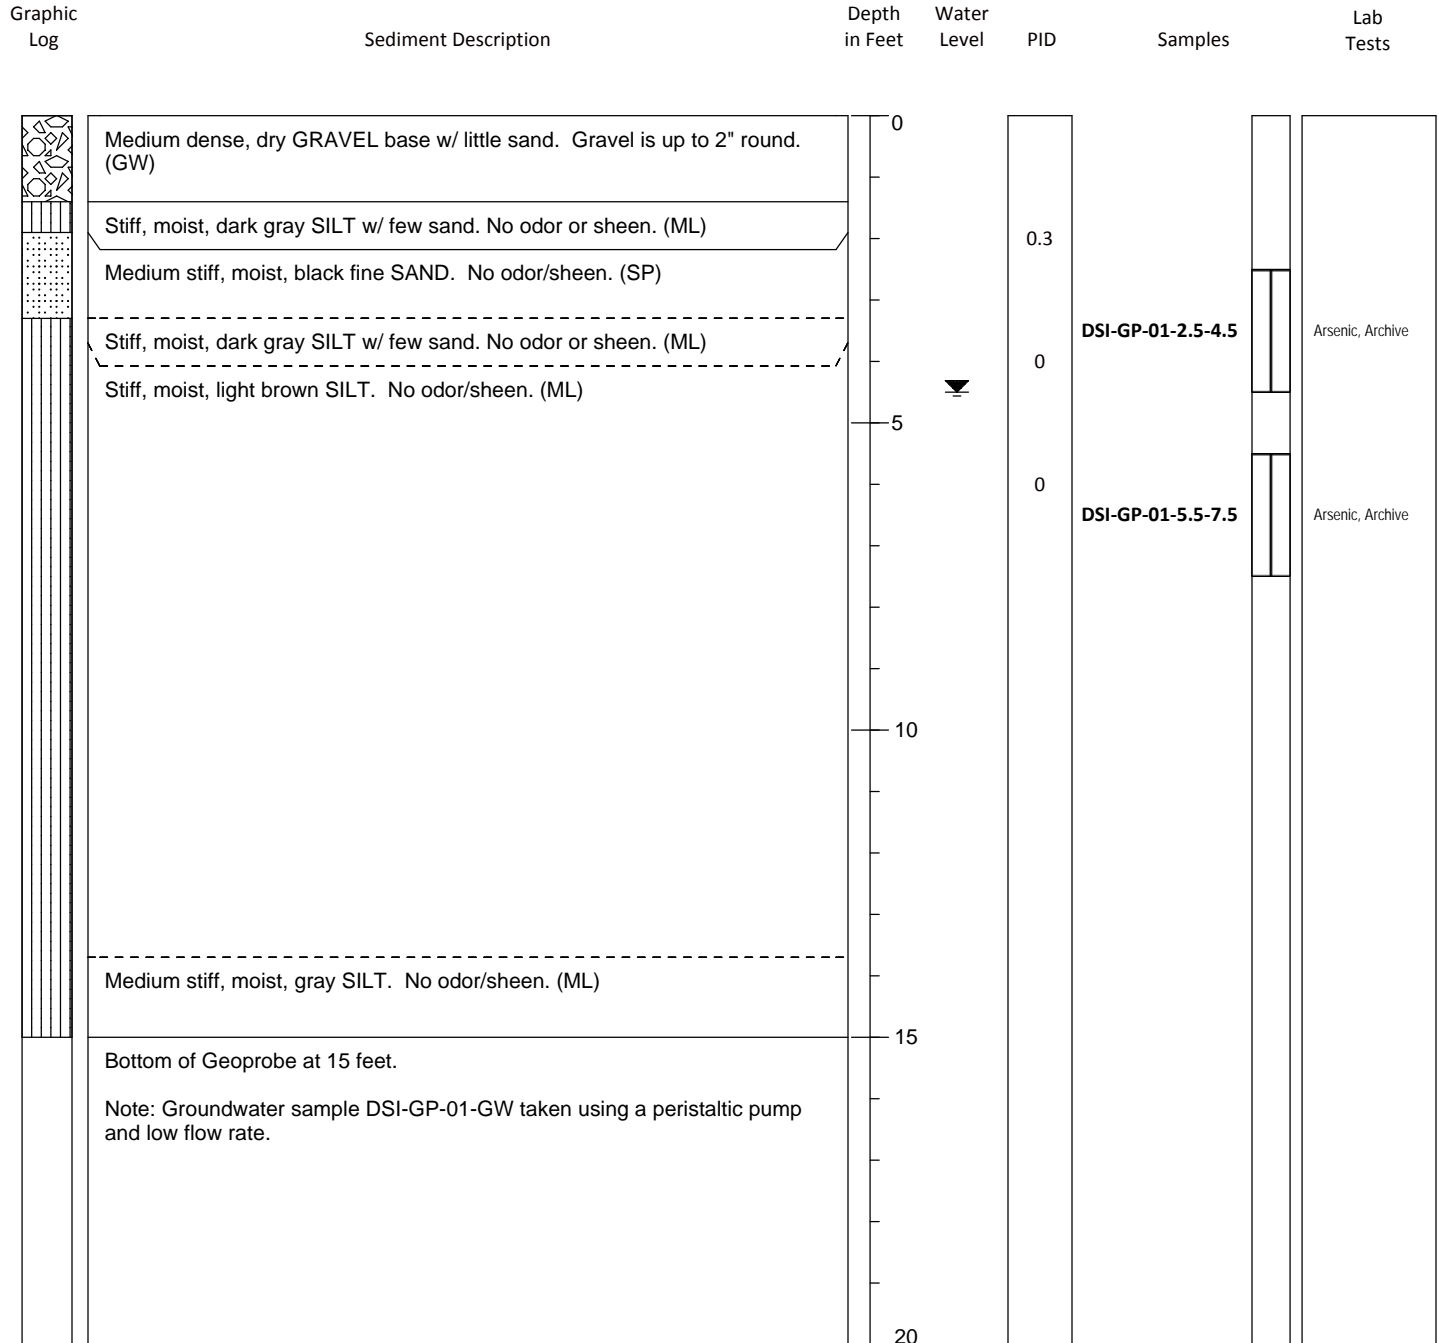 Graphic Log
Sediment Description
Depth in Feet
Water Level
PID
Samples
Lab Tests
0
Medium dense, dry GRAVEL base w/ little sand. Gravel is up to 2" round.
(GW)
Stiff, moist, dark gray SILT w/ few sand. No odor or sheen. (ML)
0.3
Medium stiff, moist, black fine SAND. No odor/sheen. (SP)
Stiff, moist, dark gray SILT w/ few sand. No odor or sheen. (ML)
DSI-GP-01-2.5-4.5
Arsenic, Archive
0
Stiff, moist, light brown SILT. No odor/sheen. (ML)
5
0
DSI-GP-01-5.5-7.5
Arsenic, Archive
10
Medium stiff, moist, gray SILT. No odor/sheen. (ML)
15
Bottom of Geoprobe at 15 feet.
Note: Groundwater sample DSI-GP-01-GW taken using a peristaltic pump
and low flow rate.
20